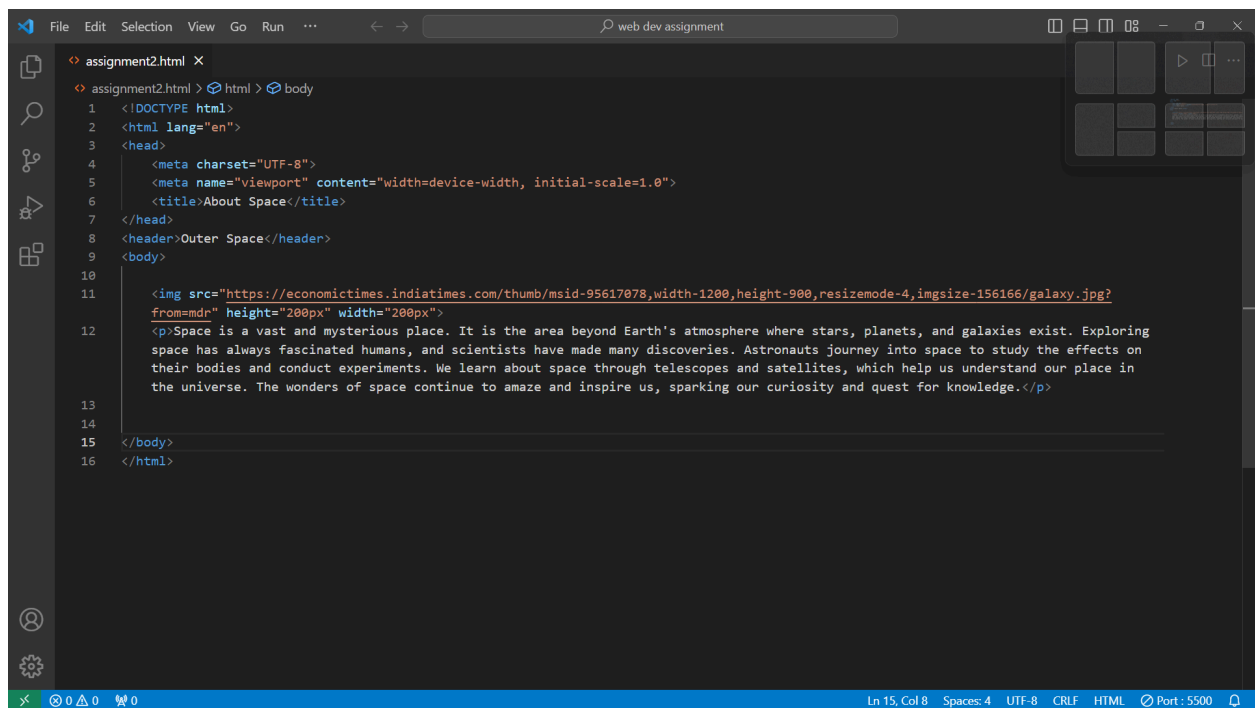 File Edit Selection View Go Run ··· web dev assignment
assignment2.html
assignment2.html > html > body
1 <!DOCTYPE html>
2 <html lang="en">
3 <head>
4 <meta charset="UTF-8">
5 <meta name="viewport" content="width=device-width, initial-scale=1.0">
6 <title>About Space</title>
7 </head>
8 <header>Outer Space</header>
9 <body>
10
11 <img src="https://economictimes.indiatimes.com/thumb/msid-95617078,width-1200,height-900,resizemode-4,imgsize-156166/galaxy.jpg?
from=mdr" height="200px" width="200px">
12 <p>Space is a vast and mysterious place. It is the area beyond Earth's atmosphere where stars, planets, and galaxies exist. Exploring
space has always fascinated humans, and scientists have made many discoveries. Astronauts journey into space to study the effects on
their bodies and conduct experiments. We learn about space through telescopes and satellites, which help us understand our place in
the universe. The wonders of space continue to amaze and inspire us, sparking our curiosity and quest for knowledge.</p>
13
14
15 </body>
16 </html>
0 0 0 Ln 15, Col 8 Spaces: 4 UTF-8 CRLF HTML Port : 5500